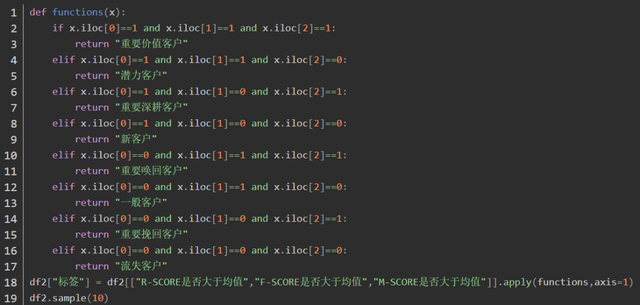 1 def functions(x):
2     if x.iloc[0]==1 and x.iloc[1]==1 and x.iloc[2]==1:
3         return "重要价值客户"
4     elif x.iloc[0]==1 and x.iloc[1]==1 and x.iloc[2]==0:
5         return "潜力客户"
6     elif x.iloc[0]==1 and x.iloc[1]==0 and x.iloc[2]==1:
7         return "重要深耕客户"
8     elif x.iloc[0]==1 and x.iloc[1]==0 and x.iloc[2]==0:
9         return "新客户"
10     elif x.iloc[0]==0 and x.iloc[1]==1 and x.iloc[2]==1:
11         return "重要唤回客户"
12     elif x.iloc[0]==0 and x.iloc[1]==1 and x.iloc[2]==0:
13         return "一般客户"
14     elif x.iloc[0]==0 and x.iloc[1]==0 and x.iloc[2]==1:
15         return "重要挽回客户"
16     elif x.iloc[0]==0 and x.iloc[1]==0 and x.iloc[2]==0:
17         return "流失客户"
18 df2["标签"] = df2[["R-SCORE是否大于均值","F-SCORE是否大于均值","M-SCORE是否大于均值"]].apply(functions,axis=1)
19 df2.sample(10)